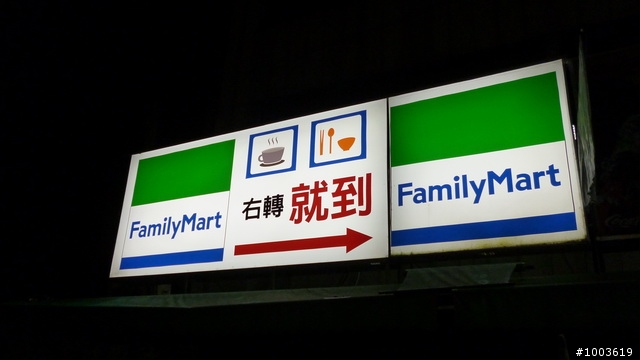 FamilyMart
右轉 就到
FamilyMart
#1003619